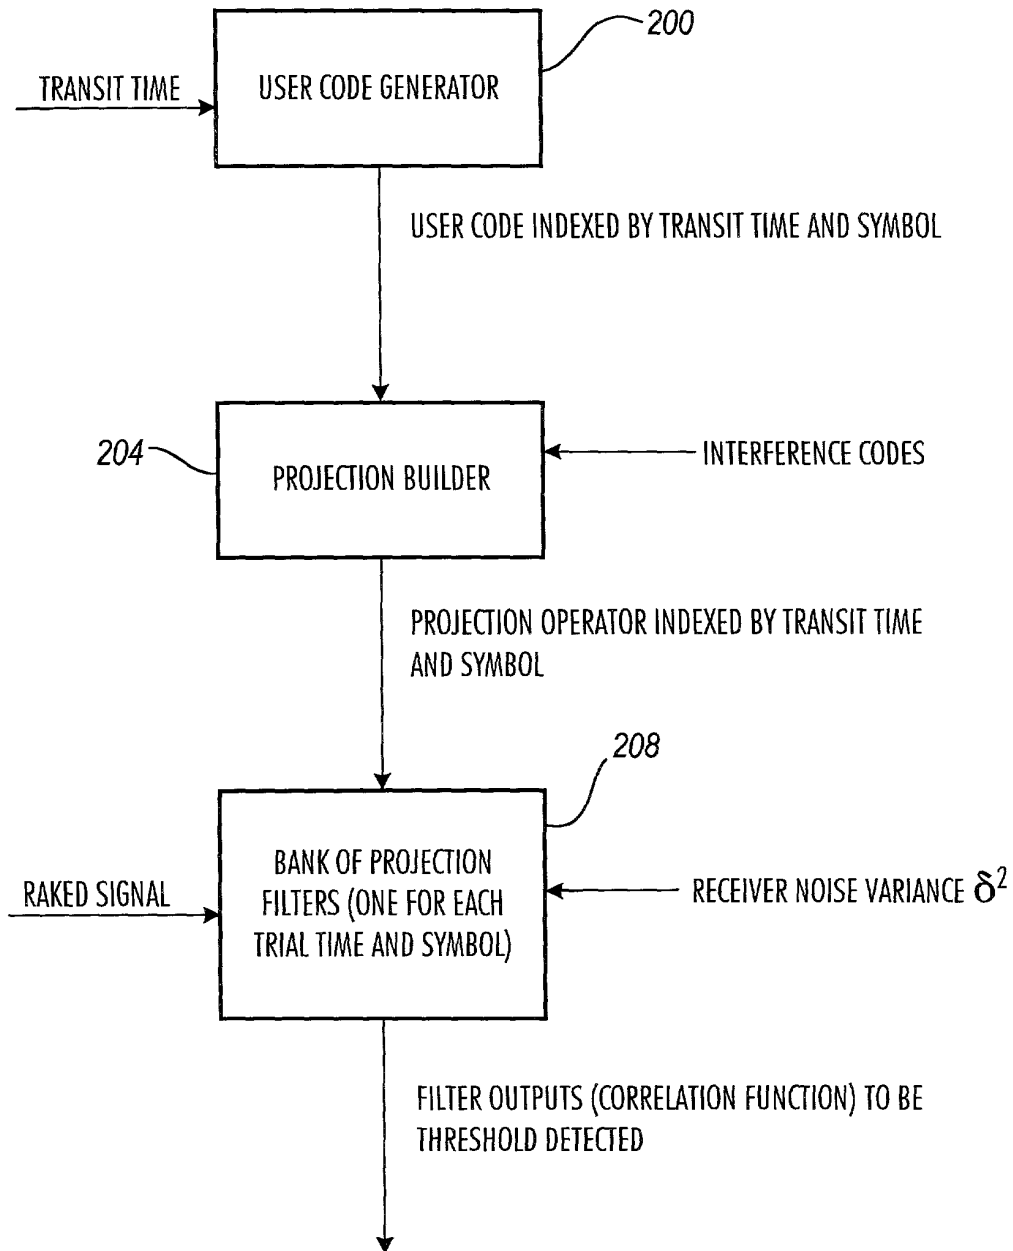 200
TRANSIT TIME
USER CODE GENERATOR
USER CODE INDEXED BY TRANSIT TIME AND SYMBOL
204
PROJECTION BUILDER
INTERFERENCE CODES
PROJECTION OPERATOR INDEXED BY TRANSIT TIME
AND SYMBOL
208
BANK OF PROJECTION
FILTERS (ONE FOR EACH
TRIAL TIME AND SYMBOL)
RAKED SIGNAL
RECEIVER NOISE VARIANCE δ²
FILTER OUTPUTS (CORRELATION FUNCTION) TO BE
THRESHOLD DETECTED